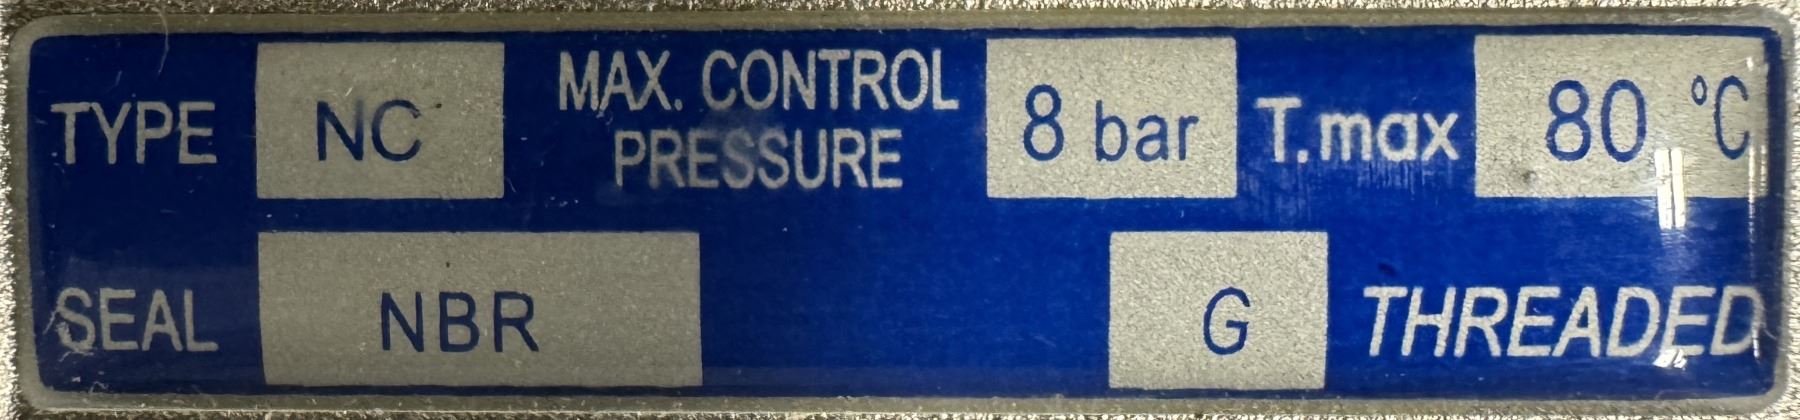 TYPE NC MAX. CONTROL PRESSURE 8 bar T.max 80 °C
SEAL NBR G THREADED